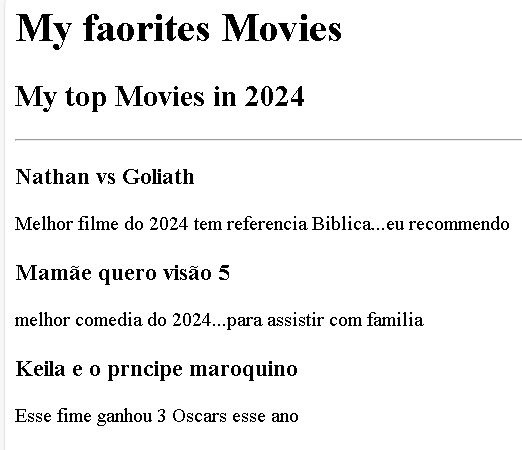 My faorites Movies
My top Movies in 2024
Nathan vs Goliath
Melhor filme do 2024 tem referencia Biblica...eu recommendo
Mamãe quero visão 5
melhor comedia do 2024...para assistir com familia
Keila e o prncipe maroquino
Esse fime ganhou 3 Oscars esse ano